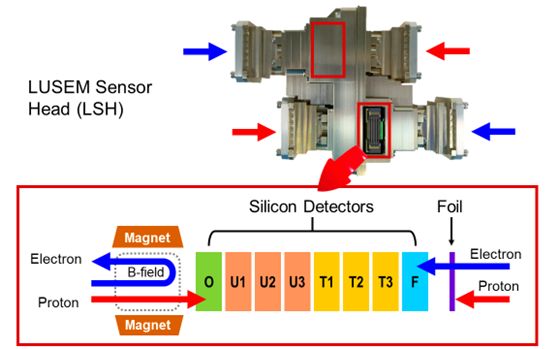 LUSEM Sensor
Head (LSH)
Silicon Detectors
Foil
Magnet
Electron
B-field
Proton
Magnet
O
U1
U2
U3
T1
T2
T3
F
Electron
Proton